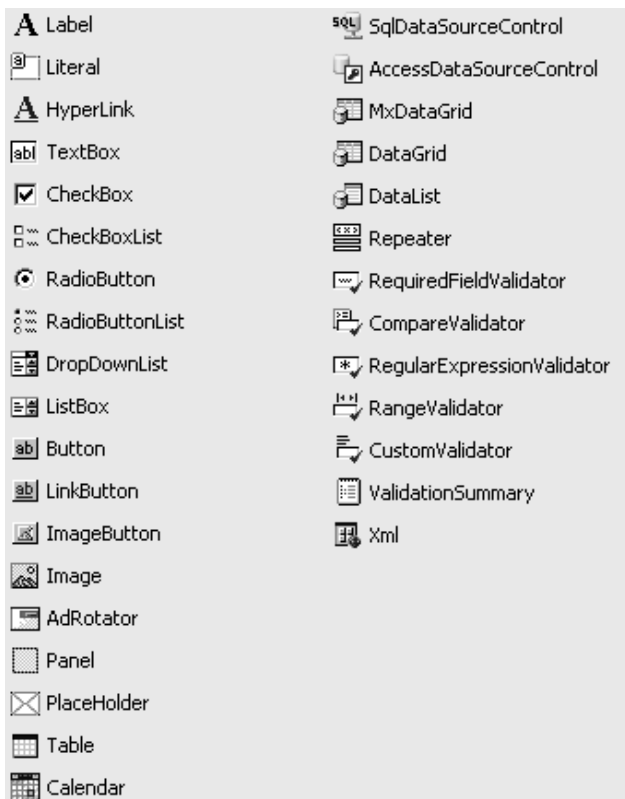 Label
Literal
HyperLink
TextBox
CheckBox
CheckBoxList
RadioButton
RadioButtonList
DropDownList
ListBox
Button
LinkButton
ImageButton
Image
AdRotator
Panel
PlaceHolder
Table
Calendar
SqlDataSourceControl
AccessDataSourceControl
MxDataGrid
DataGrid
DataList
Repeater
RequiredFieldValidator
CompareValidator
RegularExpressionValidator
RangeValidator
CustomValidator
ValidationSummary
Xml